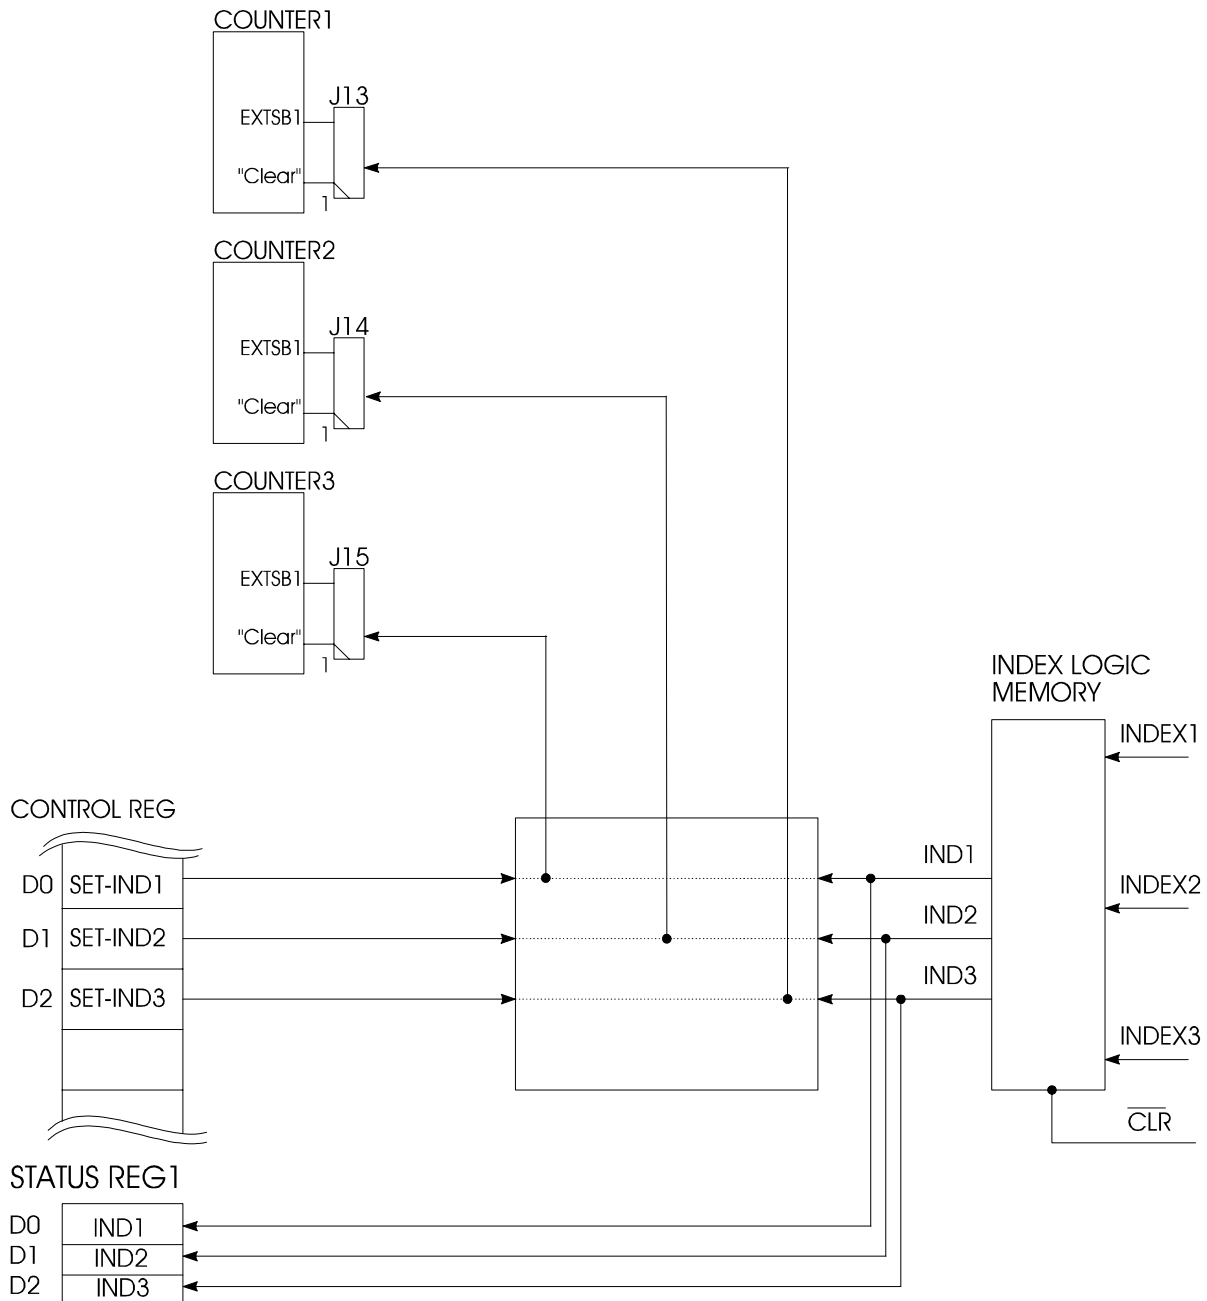 COUNTER1
J13
EXTSB1
"Clear"
1
COUNTER2
J14
EXTSB1
"Clear"
1
COUNTER3
J15
EXTSB1
"Clear"
1
INDEX LOGIC
MEMORY
INDEX1
CONTROL REG
IND1
D0 SET-IND1
INDEX2
IND2
D1 SET-IND2
IND3
D2 SET-IND3
INDEX3
CLR
STATUS REG1
D0 IND1
D1 IND2
D2 IND3